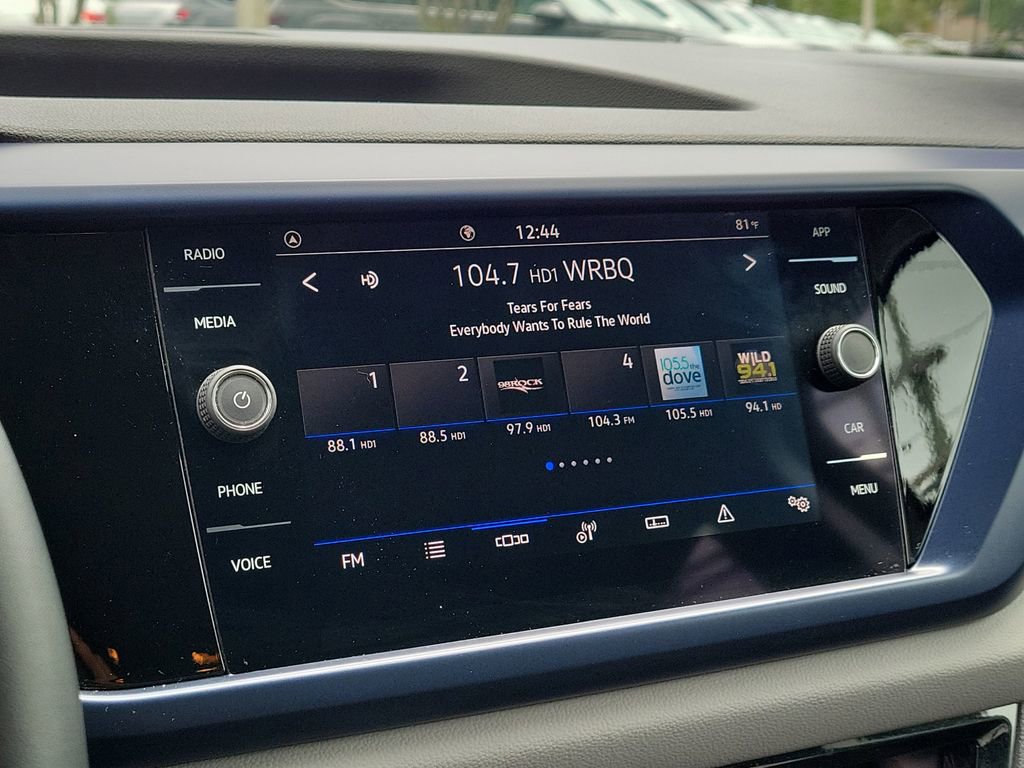 12:44
81°F
RADIO
MEDIA
PHONE
VOICE
HD
104.7 HD1 WRBQ
Tears For Fears
Everybody Wants To Rule The World
1
2
98ROCK
4
105.5 the
dove
WiLD
94.1
88.1 HD1
88.5 HD1
97.9 HD1
104.3 FM
105.5 HD1
94.1 HD
FM
APP
SOUND
CAR
MENU